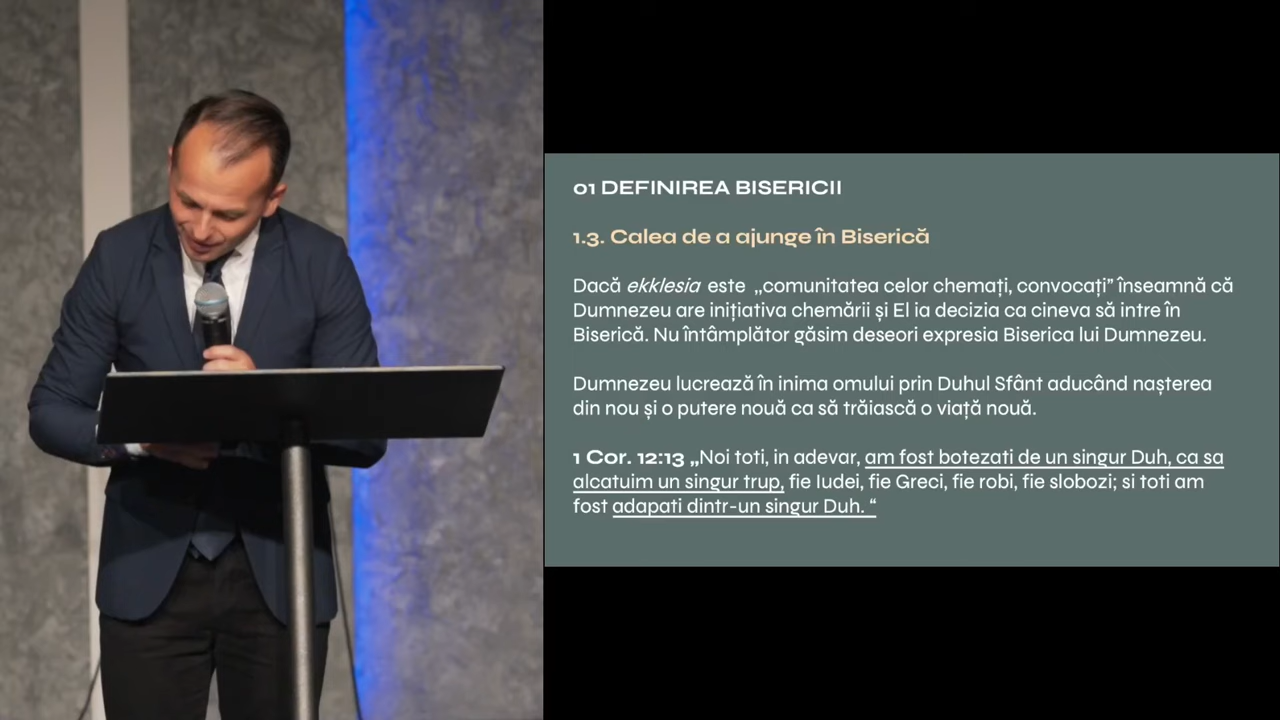 01 DEFINIREA BISERICII
1.3. Calea de a ajunge în Biserică
Dacă ekklesia este „comunitatea celor chemați, convocați” înseamnă că
Dumnezeu are inițiativa chemării și El ia decizia ca cineva să intre în
Biserică. Nu întâmplător găsim deseori expresia Biserica lui Dumnezeu.
Dumnezeu lucrează în inima omului prin Duhul Sfânt aducând nașterea
din nou și o putere nouă ca să trăiască o viață nouă.
1 Cor. 12:13 „Noi toti, in adevar, am fost botezati de un singur Duh, ca sa
alcatuim un singur trup, fie Iudei, fie Greci, fie robi, fie slobozi; si toti am
fost adapati dintr-un singur Duh. “